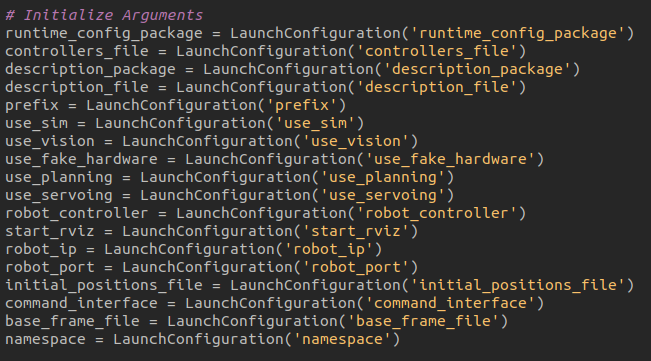 # Initialize Arguments
runtime_config_package = LaunchConfiguration('runtime_config_package')
controllers_file = LaunchConfiguration('controllers_file')
description_package = LaunchConfiguration('description_package')
description_file = LaunchConfiguration('description_file')
prefix = LaunchConfiguration('prefix')
use_sim = LaunchConfiguration('use_sim')
use_vision = LaunchConfiguration('use_vision')
use_fake_hardware = LaunchConfiguration('use_fake_hardware')
use_planning = LaunchConfiguration('use_planning')
use_servoing = LaunchConfiguration('use_servoing')
robot_controller = LaunchConfiguration('robot_controller')
start_rviz = LaunchConfiguration('start_rviz')
robot_ip = LaunchConfiguration('robot_ip')
robot_port = LaunchConfiguration('robot_port')
initial_positions_file = LaunchConfiguration('initial_positions_file')
command_interface = LaunchConfiguration('command_interface')
base_frame_file = LaunchConfiguration('base_frame_file')
namespace = LaunchConfiguration('namespace')